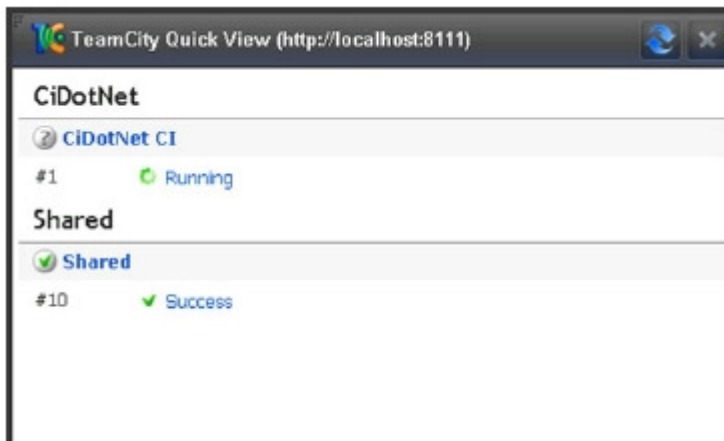 TeamCity Quick View (http://localhost:8111)
CiDotNet
CiDotNet CI
#1 Running
Shared
Shared
#10 Success